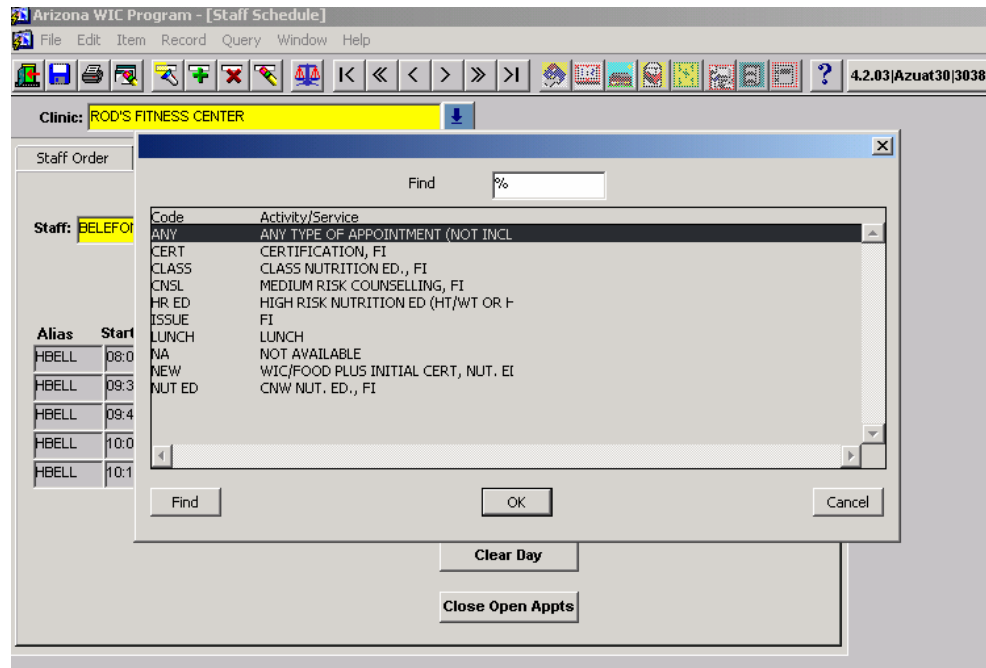 Arizona WIC Program - [Staff Schedule]
File Edit Item Record Query Window Help
? 4.2.03|Azuat30|3038
Clinic: ROD'S FITNESS CENTER
Staff Order
Find %
Staff: BELEFON
Code Activity/Service
ANY ANY TYPE OF APPOINTMENT (NOT INCL
CERT CERTIFICATION, FI
CLASS CLASS NUTRITION ED., FI
CNSL MEDIUM RISK COUNSELLING, FI
HR ED HIGH RISK NUTRITION ED (HT/WT OR H
ISSUE FI
LUNCH LUNCH
NA NOT AVAILABLE
NEW WIC/FOOD PLUS INITIAL CERT, NUT. E
NUT ED CNW NUT. ED., FI
Alias Start
HBELL 08:0
HBELL 09:3
HBELL 09:4
HBELL 10:0
HBELL 10:1
Find OK Cancel
Clear Day
Close Open Appts